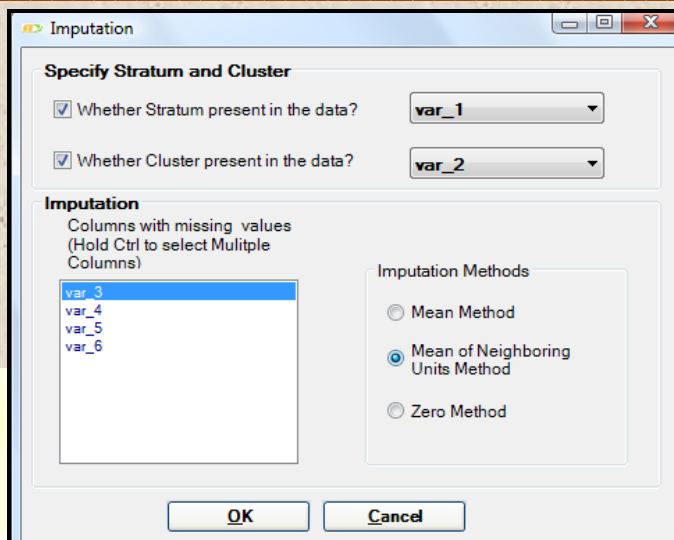 Imputation
Specify Stratum and Cluster
Whether Stratum present in the data?
var_1
Whether Cluster present in the data?
var_2
Imputation
Columns with missing values
(Hold Ctrl to select Mulitple
Columns)
var_3
var_4
var_5
var_6
Imputation Methods
Mean Method
Mean of Neighboring
Units Method
Zero Method
OK
Cancel